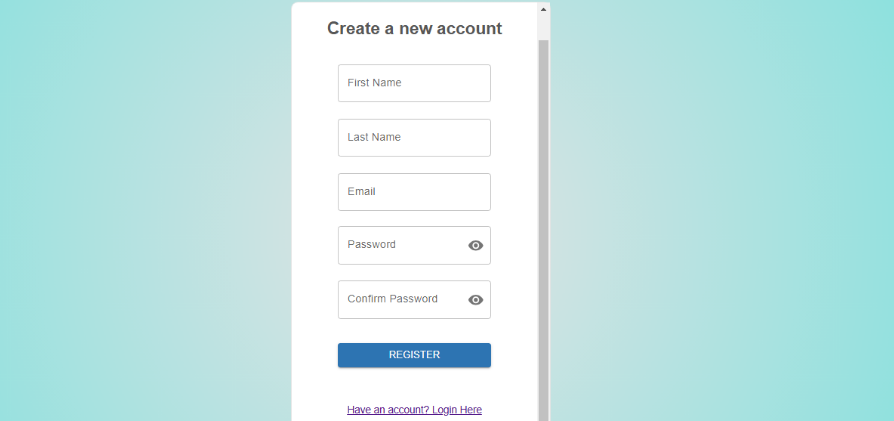 Create a new account
First Name
Last Name
Email
Password
Confirm Password
REGISTER
Have an account? Login Here